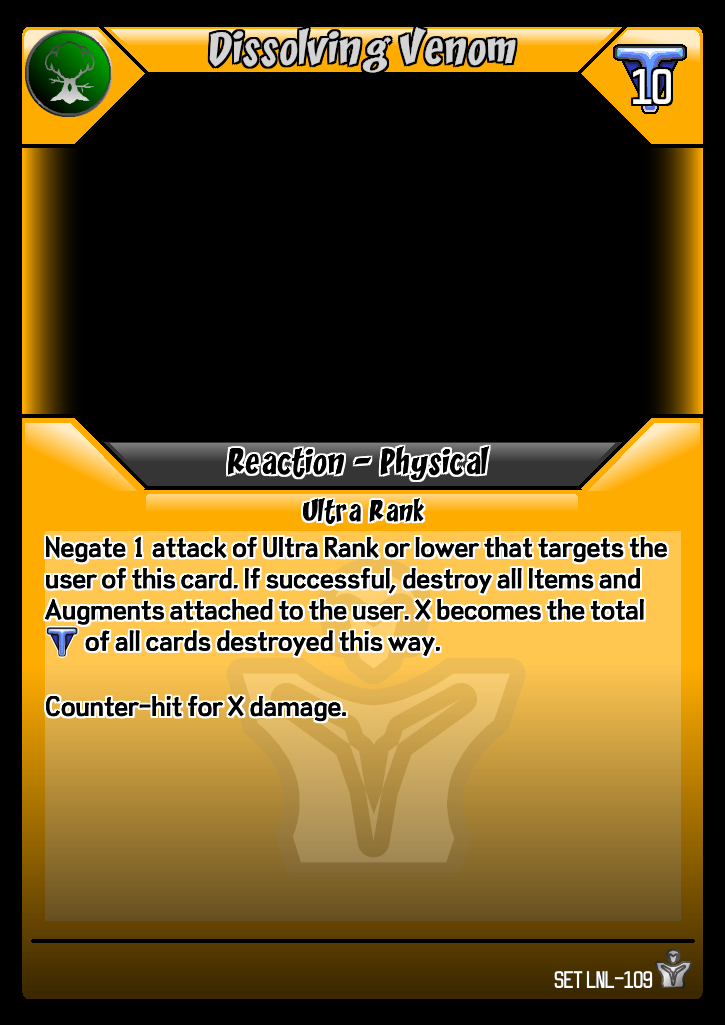 Dissolving Venom
10
Reaction - Physical
Ultra Rank
Negate 1 attack of Ultra Rank or lower that targets the
user of this card. If successful, destroy all Items and
Augments attached to the user. X becomes the total
of all cards destroyed this way.
Counter-hit for X damage.
SET LNL-109